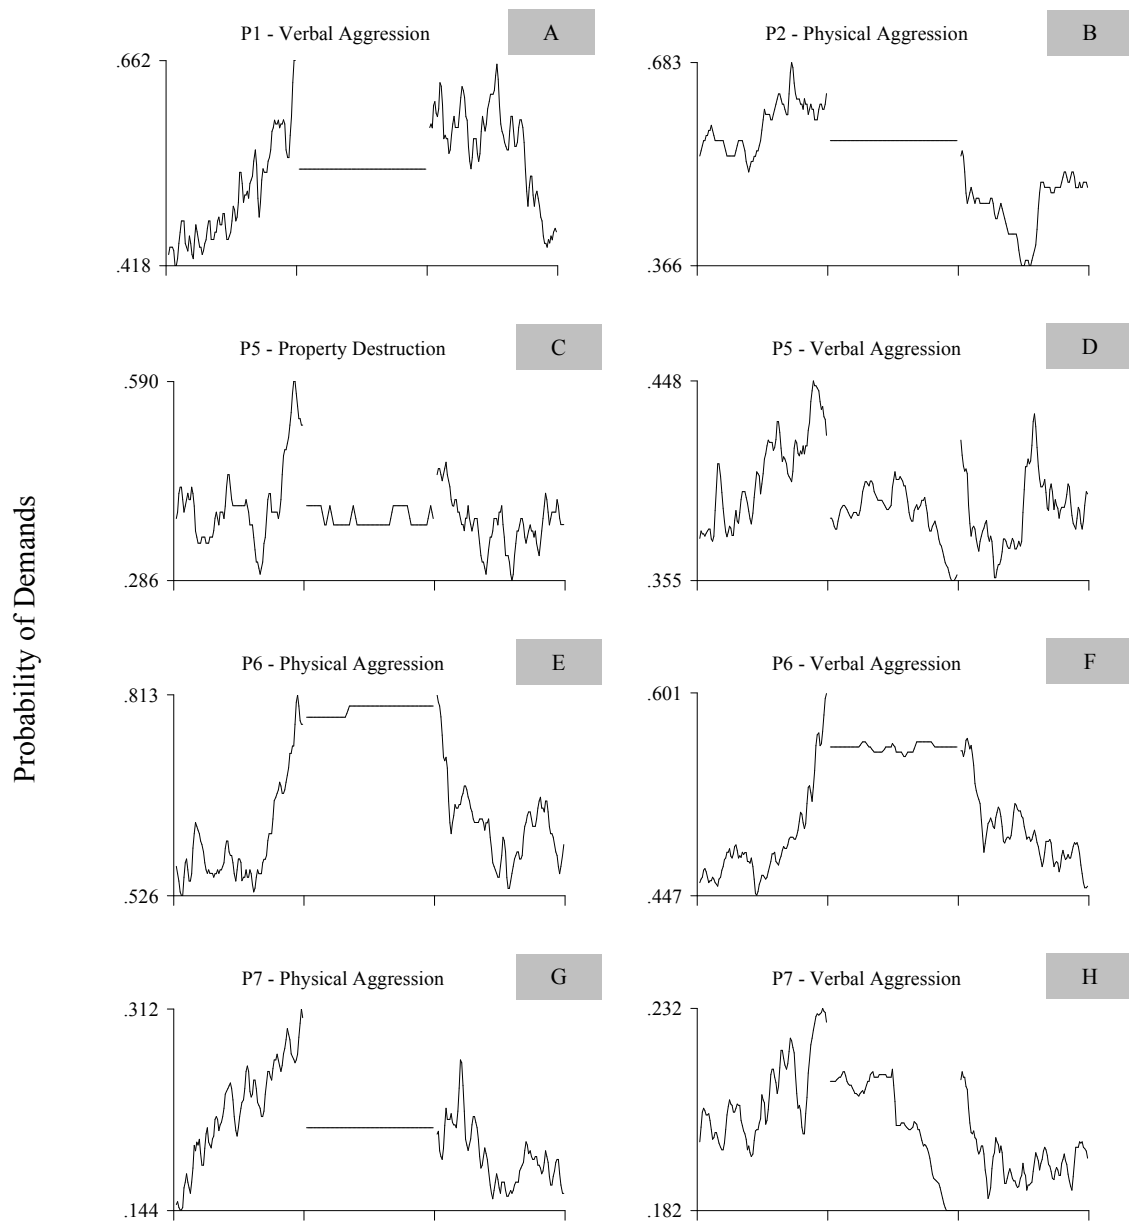 P1 - Verbal Aggression
A
.662
.418
P2 - Physical Aggression
B
.683
.366
P5 - Property Destruction
C
.590
.286
P5 - Verbal Aggression
D
.448
.355
Probability of Demands
P6 - Physical Aggression
E
.813
.526
P6 - Verbal Aggression
F
.601
.447
P7 - Physical Aggression
G
.312
.144
P7 - Verbal Aggression
H
.232
.182